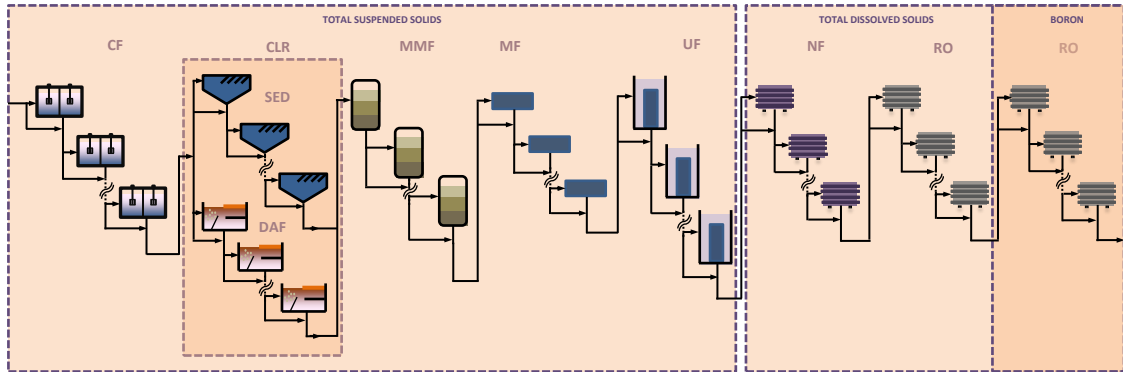 TOTAL SUSPENDED SOLIDS
TOTAL DISSOLVED SOLIDS
BORON
CF
CLR
MMF
MF
UF
NF
RO
RO
SED
DAF